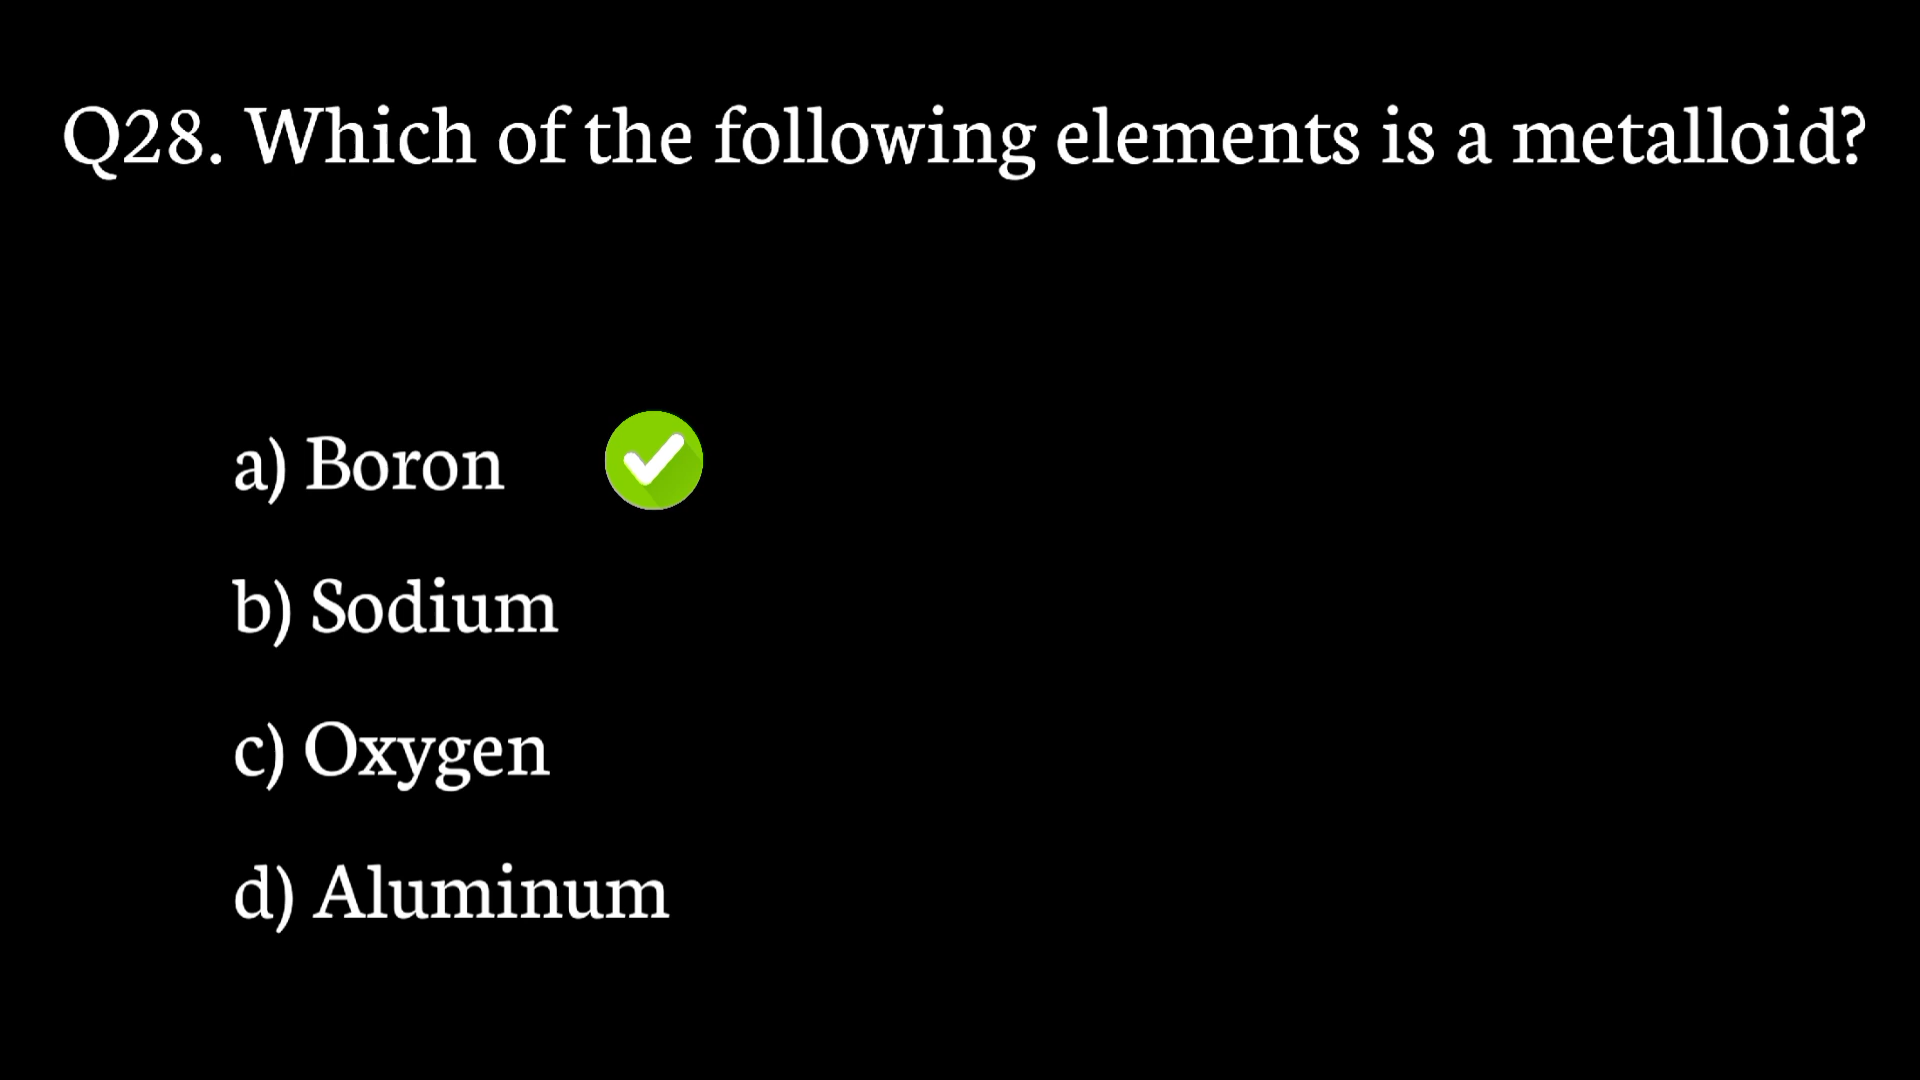 Q28. Which of the following elements is a metalloid?
a) Boron
b) Sodium
c) Oxygen
d) Aluminum